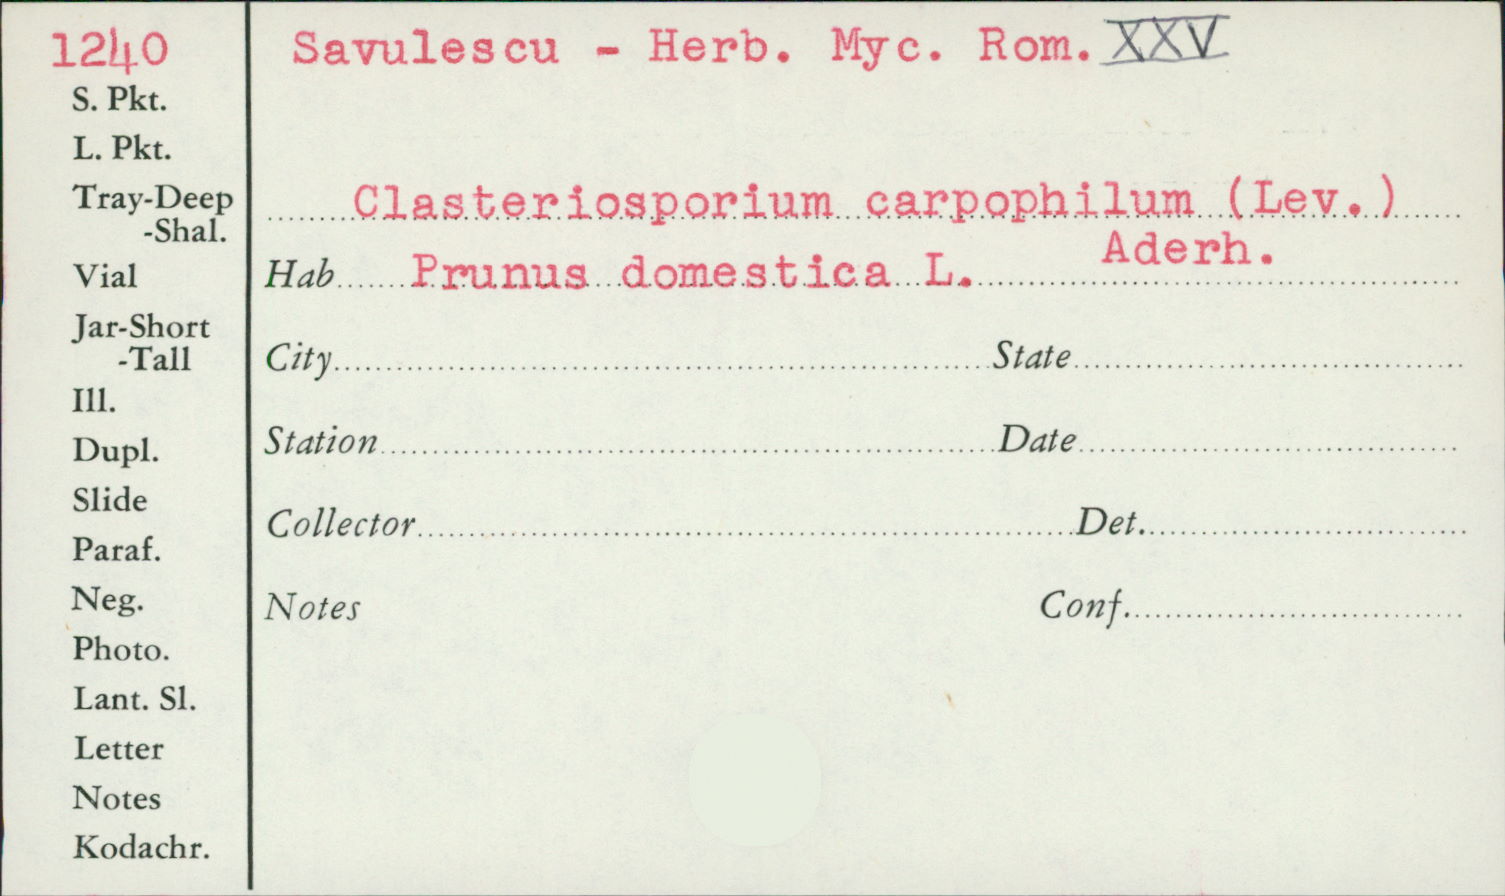 1240
S. Pkt.
L. Pkt.
Tray-Deep
-Shal.
Vial
Jar-Short
-Tall
Ill.
Dupl.
Slide
Paraf.
Neg.
Photo.
Lant. Sl.
Letter
Notes
Kodachr.
Savulescu - Herb. Myc. Rom. XXV
Clasteriosporium carpophilum (Lev.)
Aderh.
Hab Prunus domestica L.
City State
Station Date
Collector Det.
Notes Conf.